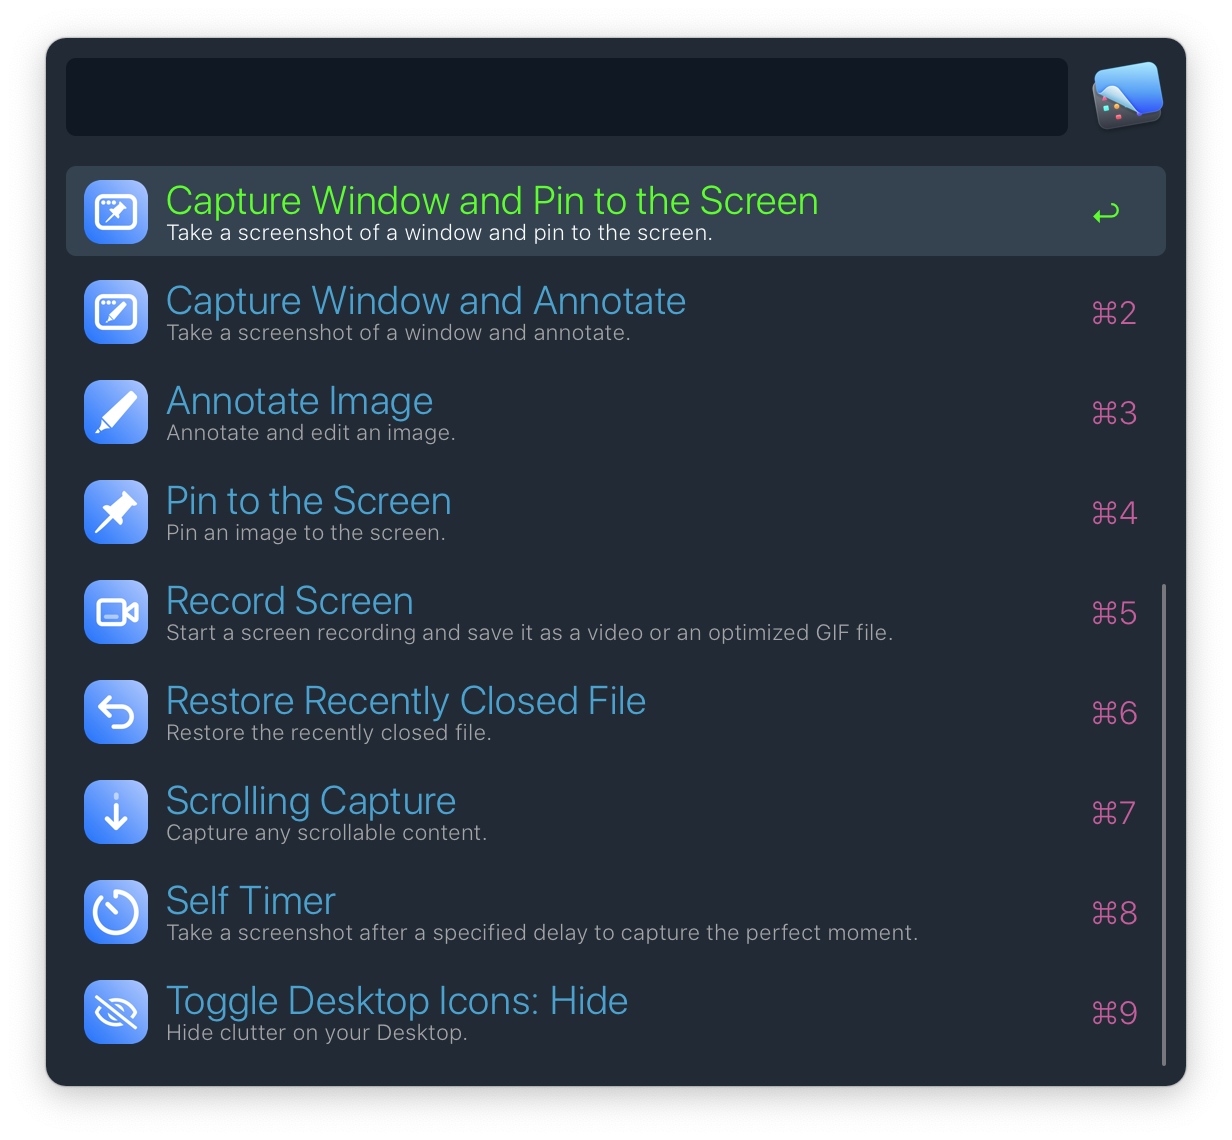 Capture Window and Pin to the Screen
Take a screenshot of a window and pin to the screen.
↩
Capture Window and Annotate
Take a screenshot of a window and annotate.
⌘2
Annotate Image
Annotate and edit an image.
⌘3
Pin to the Screen
Pin an image to the screen.
⌘4
Record Screen
Start a screen recording and save it as a video or an optimized GIF file.
⌘5
Restore Recently Closed File
Restore the recently closed file.
⌘6
Scrolling Capture
Capture any scrollable content.
⌘7
Self Timer
Take a screenshot after a specified delay to capture the perfect moment.
⌘8
Toggle Desktop Icons: Hide
Hide clutter on your Desktop.
⌘9